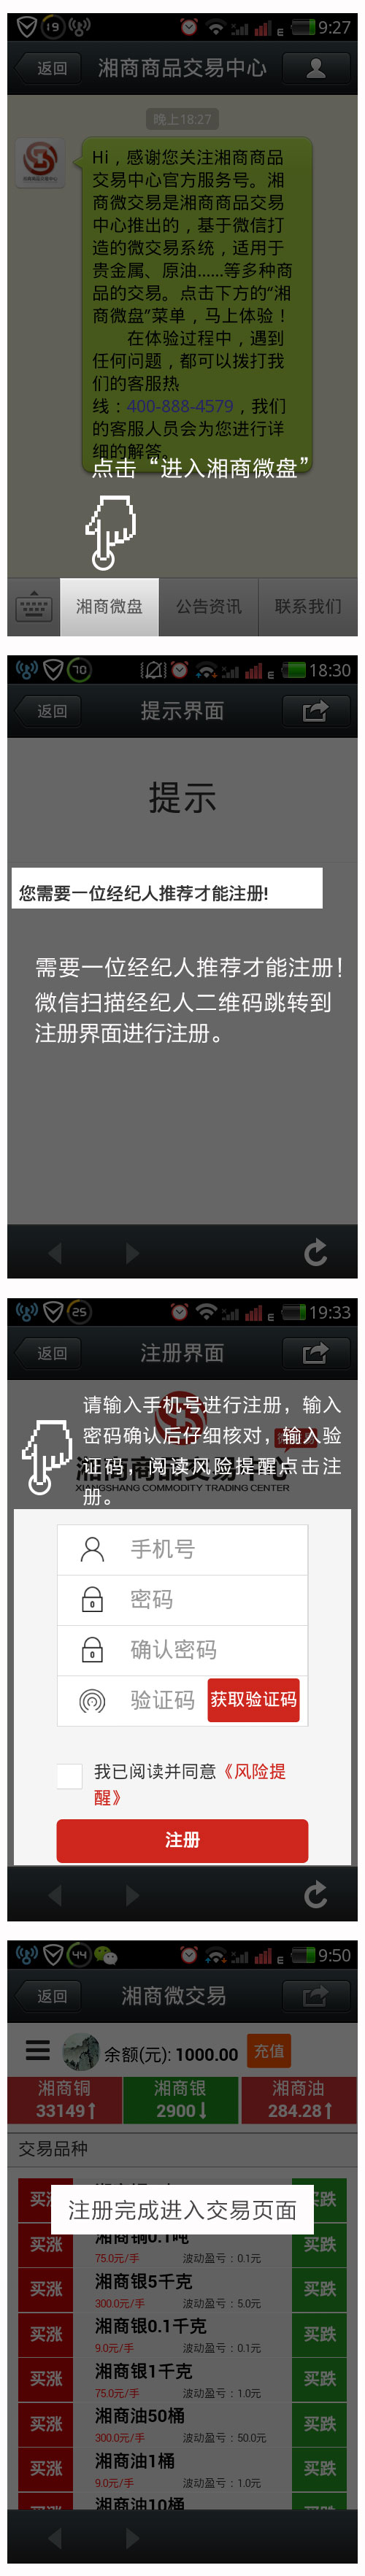 19 9:27
返回 湘商商品交易中心
晚上18:27
Hi，感谢您关注湘商商品
交易中心官方服务号。湘
商微交易是湘商商品交易
中心推出的，基于微信打
造的微交易系统，适用于
贵金属、原油......等多种商
品的交易。点击下方的“湘
商微盘”菜单，马上体验！
在体验过程中，遇到
任何问题，都可以拨打我
们的客服热
线：400-888-4579，我们
的客服人员会为您进行详
细的解答。
点击“进入湘商微盘”
湘商微盘 公告资讯 联系我们
70 E 18:30
返回 提示界面
提示
您需要一位经纪人推荐才能注册!
需要一位经纪人推荐才能注册！
微信扫描经纪人二维码跳转到
注册界面进行注册。
25 E 19:33
返回 注册界面
请输入手机号进行注册，输入
密码确认后仔细核对，输入验
证码，阅读风险提醒点击注
册。
湘商商品交易中心
XIANGSHANG COMMODITY TRADING CENTER
手机号
密码
确认密码
验证码 获取验证码
我已阅读并同意《风险提
醒》
注册
44 E 9:50
返回 湘商微交易
余额(元): 1000.00 充值
湘商铜 湘商银 湘商油
33149↑ 2900↓ 284.28↑
交易品种
买涨 买跌
注册完成进入交易页面
买涨 湘商铜0.1吨 买跌
75.0元/手 波动盈亏：0.1元
买涨 湘商银5千克 买跌
300.0元/手 波动盈亏：5.0元
买涨 湘商银0.1千克 买跌
9.0元/手 波动盈亏：0.1元
买涨 湘商银1千克 买跌
75.0元/手 波动盈亏：1.0元
买涨 湘商油50桶 买跌
300.0元/手 波动盈亏：50.0元
买涨 湘商油1桶 买跌
9.0元/手 波动盈亏：1.0元
湘商油10桶